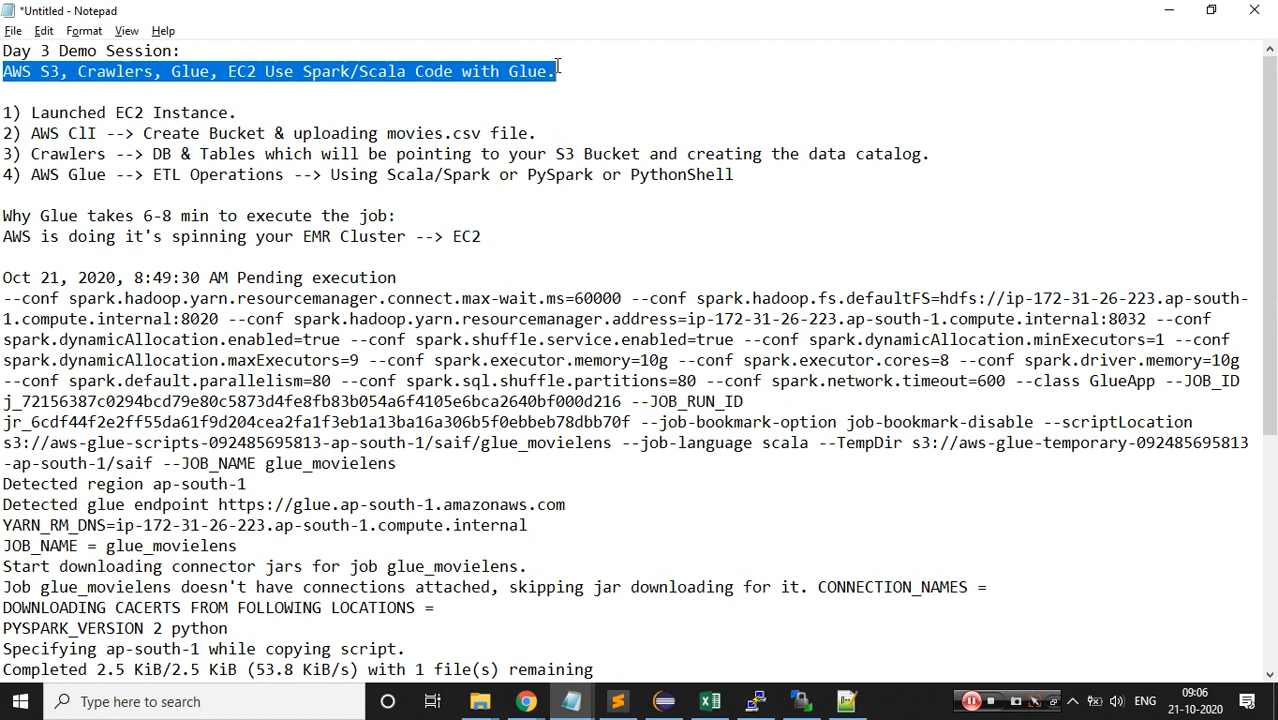 *Untitled - Notepad
File Edit Format View Help
Day 3 Demo Session:
AWS S3, Crawlers, Glue, EC2 Use Spark/Scala Code with Glue.
1) Launched EC2 Instance.
2) AWS ClI --> Create Bucket & uploading movies.csv file.
3) Crawlers --> DB & Tables which will be pointing to your S3 Bucket and creating the data catalog.
4) AWS Glue --> ETL Operations --> Using Scala/Spark or PySpark or PythonShell
Why Glue takes 6-8 min to execute the job:
AWS is doing it's spinning your EMR Cluster --> EC2
Oct 21, 2020, 8:49:30 AM Pending execution
--conf spark.hadoop.yarn.resourcemanager.connect.max-wait.ms=60000 --conf spark.hadoop.fs.defaultFS=hdfs://ip-172-31-26-223.ap-south-
1.compute.internal:8020 --conf spark.hadoop.yarn.resourcemanager.address=ip-172-31-26-223.ap-south-1.compute.internal:8032 --conf
spark.dynamicAllocation.enabled=true --conf spark.shuffle.service.enabled=true --conf spark.dynamicAllocation.minExecutors=1 --conf
spark.dynamicAllocation.maxExecutors=9 --conf spark.executor.memory=10g --conf spark.executor.cores=8 --conf spark.driver.memory=10g
--conf spark.default.parallelism=80 --conf spark.sql.shuffle.partitions=80 --conf spark.network.timeout=600 --class GlueApp --JOB_ID
j_72156387c0294bcd79e80c5873d4fe8fb83b054a6f4105e6bca2640bf000d216 --JOB_RUN_ID
jr_6cdf44f2e2ff55da61f9d204cea2fa1f3eb1a13ba16a306b5f0ebbeb78dbb70f --job-bookmark-option job-bookmark-disable --scriptLocation
s3://aws-glue-scripts-092485695813-ap-south-1/saif/glue_movielens --job-language scala --TempDir s3://aws-glue-temporary-092485695813
-ap-south-1/saif --JOB_NAME glue_movielens
Detected region ap-south-1
Detected glue endpoint https://glue.ap-south-1.amazonaws.com
YARN_RM_DNS=ip-172-31-26-223.ap-south-1.compute.internal
JOB_NAME = glue_movielens
Start downloading connector jars for job glue_movielens.
Job glue_movielens doesn't have connections attached, skipping jar downloading for it. CONNECTION_NAMES =
DOWNLOADING CACERTS FROM FOLLOWING LOCATIONS =
PYSPARK_VERSION 2 python
Specifying ap-south-1 while copying script.
Completed 2.5 KiB/2.5 KiB (53.8 KiB/s) with 1 file(s) remaining
Type here to search
ENG
09:06
21-10-2020